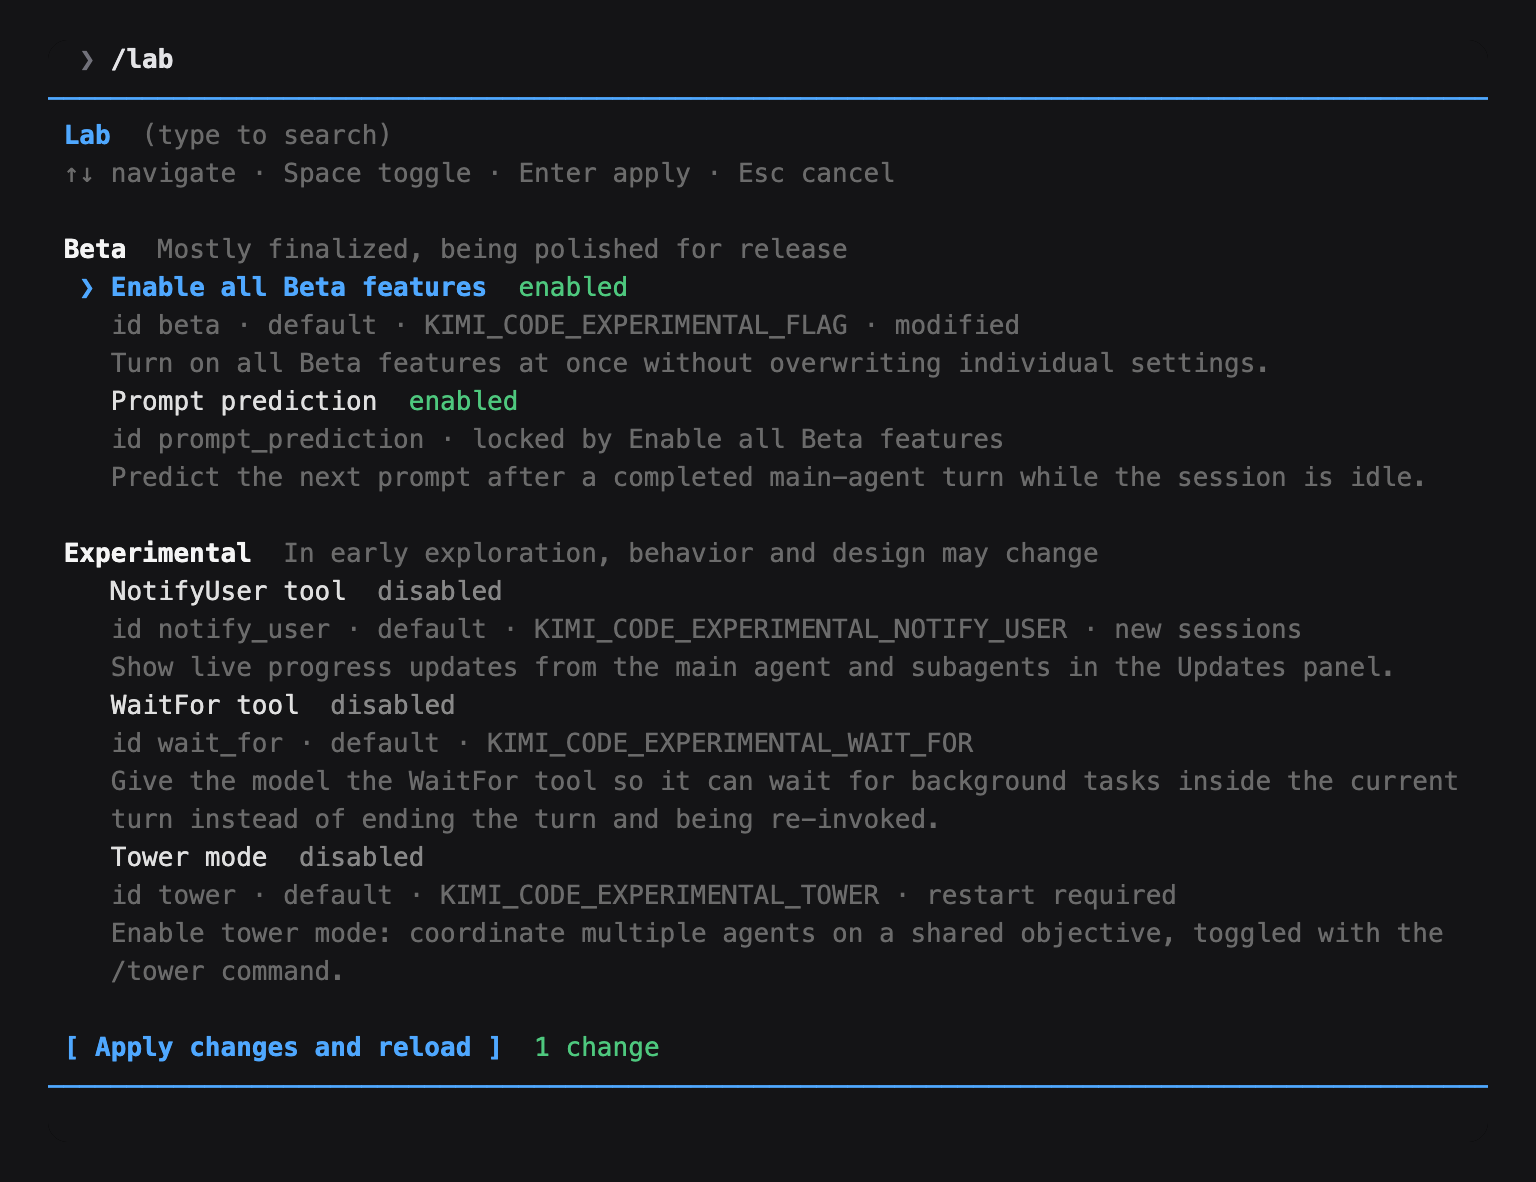 ❯ /lab
Lab  (type to search)
↑↓ navigate · Space toggle · Enter apply · Esc cancel
Beta  Mostly finalized, being polished for release
❯ Enable all Beta features  enabled
id beta · default · KIMI_CODE_EXPERIMENTAL_FLAG · modified
Turn on all Beta features at once without overwriting individual settings.
Prompt prediction  enabled
id prompt_prediction · locked by Enable all Beta features
Predict the next prompt after a completed main-agent turn while the session is idle.
Experimental  In early exploration, behavior and design may change
NotifyUser tool  disabled
id notify_user · default · KIMI_CODE_EXPERIMENTAL_NOTIFY_USER · new sessions
Show live progress updates from the main agent and subagents in the Updates panel.
WaitFor tool  disabled
id wait_for · default · KIMI_CODE_EXPERIMENTAL_WAIT_FOR
Give the model the WaitFor tool so it can wait for background tasks inside the current
turn instead of ending the turn and being re-invoked.
Tower mode  disabled
id tower · default · KIMI_CODE_EXPERIMENTAL_TOWER · restart required
Enable tower mode: coordinate multiple agents on a shared objective, toggled with the
/tower command.
[ Apply changes and reload ]  1 change